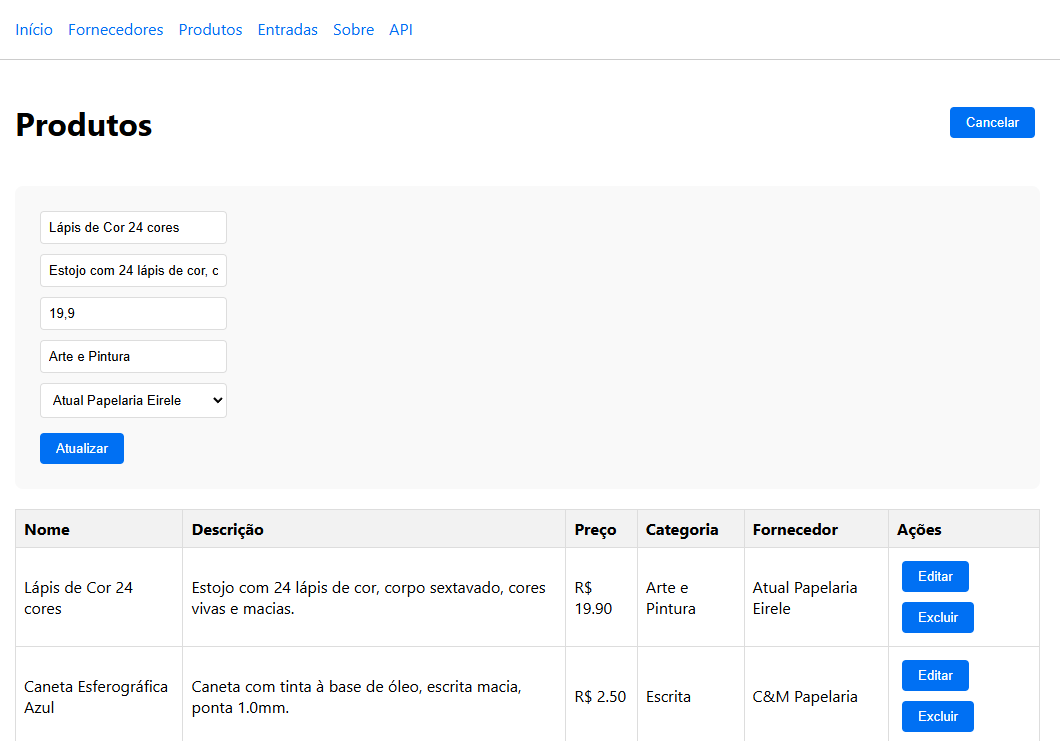 Início Fornecedores Produtos Entradas Sobre API
Produtos
Cancelar
Lápis de Cor 24 cores
Estojo com 24 lápis de cor, c
19,9
Arte e Pintura
Atual Papelaria Eirele
Atualizar
Nome Descrição Preço Categoria Fornecedor Ações
Lápis de Cor 24
cores
Estojo com 24 lápis de cor, corpo sextavado, cores
vivas e macias.
R$
19.90
Arte e
Pintura
Atual Papelaria
Eirele
Editar
Excluir
Caneta Esferográfica
Azul
Caneta com tinta à base de óleo, escrita macia,
ponta 1.0mm.
R$ 2.50
Escrita
C&M Papelaria
Editar
Excluir